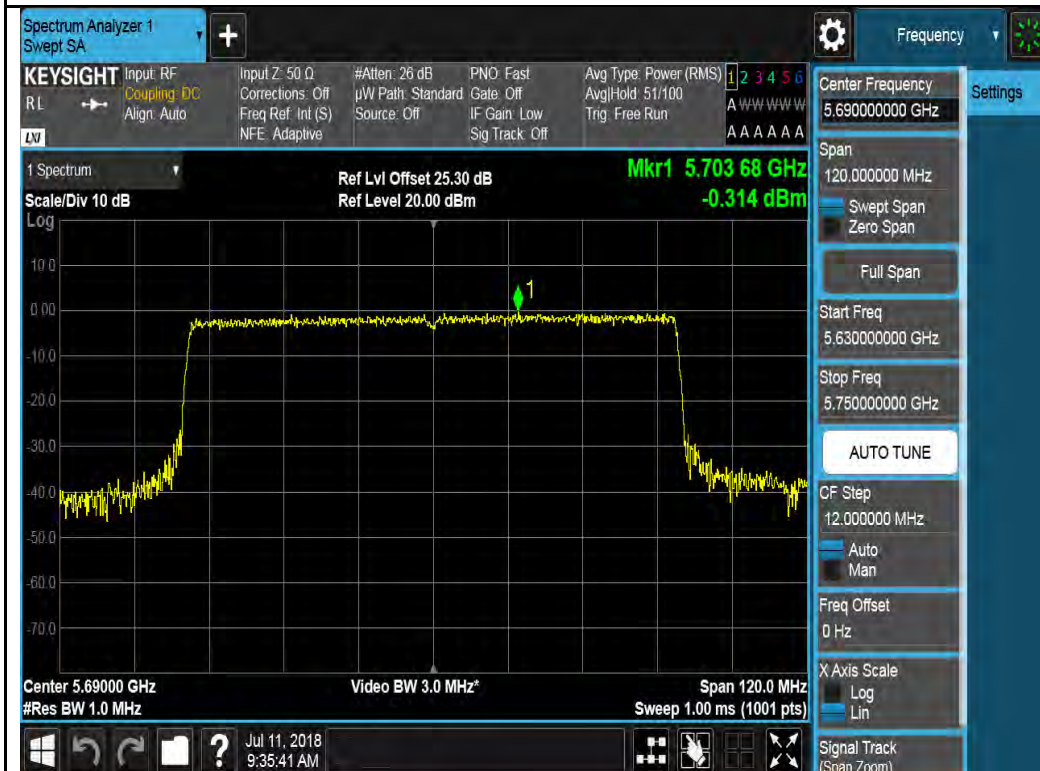 Spectrum Analyzer 1
Swept SA
+
Frequency
KEYSIGHT
RL
LXI
Input: RF
Coupling: DC
Align: Auto
Input Z: 50 Ω
Corrections: Off
Freq Ref: Int (S)
NFE: Adaptive
#Atten: 26 dB
µW Path: Standard
Source: Off
PNO: Fast
Gate: Off
IF Gain: Low
Sig Track: Off
Avg Type: Power (RMS)
Avg|Hold: 51/100
Trig: Free Run
1 2 3 4 5 6
A W W W W W
A A A A A A
1 Spectrum
Scale/Div 10 dB
Log
Ref Lvl Offset 25.30 dB
Ref Level 20.00 dBm
Mkr1 5.703 68 GHz
-0.314 dBm
10.0
0.00
-10.0
-20.0
-30.0
-40.0
-50.0
-60.0
-70.0
1
Center 5.69000 GHz
#Res BW 1.0 MHz
Video BW 3.0 MHz*
Span 120.0 MHz
Sweep 1.00 ms (1001 pts)
Center Frequency
5.690000000 GHz
Span
120.000000 MHz
Swept Span
Zero Span
Full Span
Start Freq
5.630000000 GHz
Stop Freq
5.750000000 GHz
AUTO TUNE
CF Step
12.000000 MHz
Auto
Man
Freq Offset
0 Hz
X Axis Scale
Log
Lin
Signal Track
(Span Zoom)
Settings
?
Jul 11, 2018
9:35:41 AM